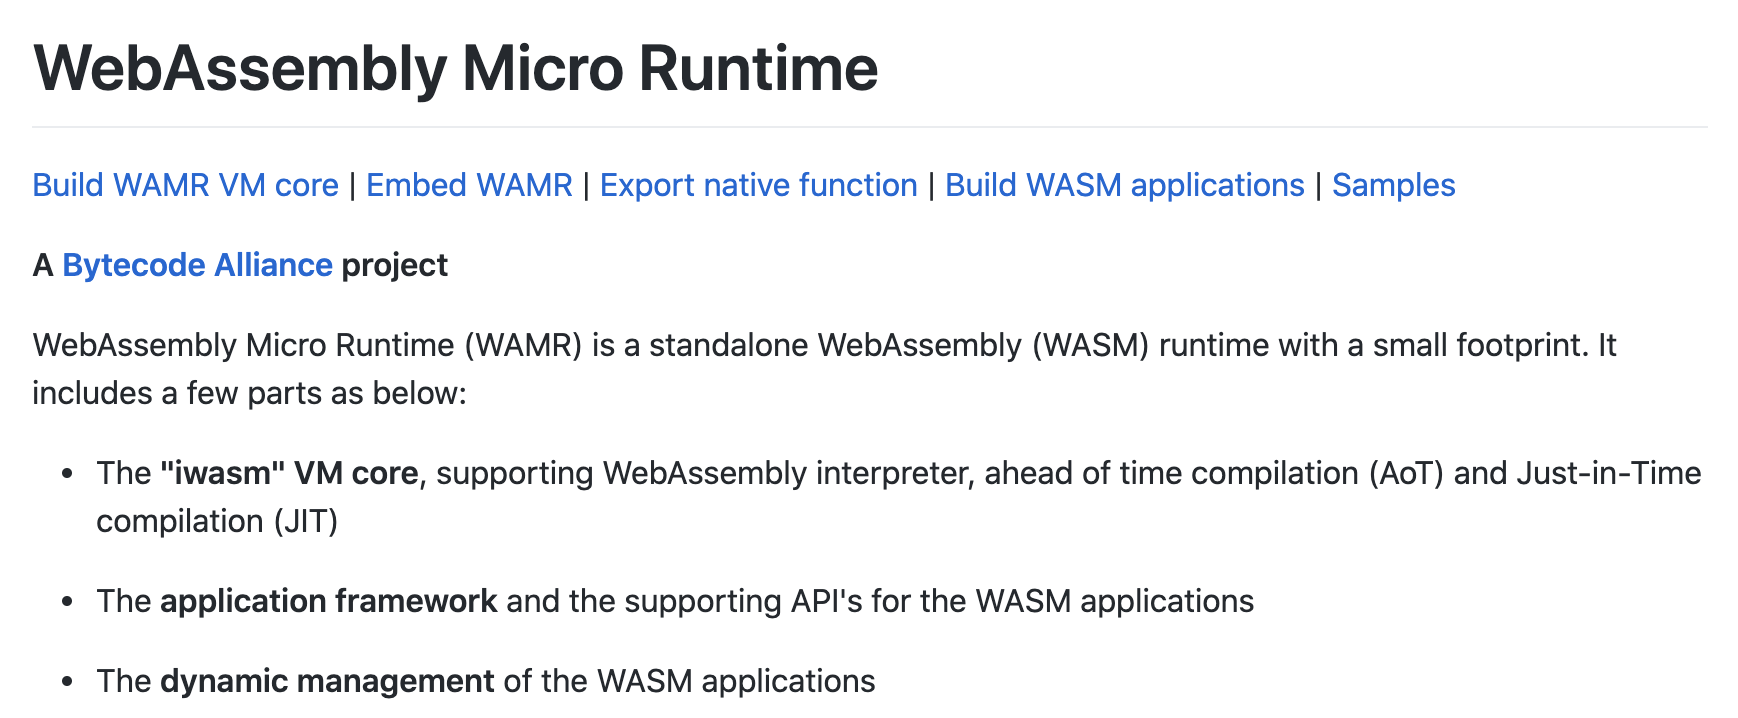 WebAssembly Micro Runtime
Build WAMR VM core | Embed WAMR | Export native function | Build WASM applications | Samples
A Bytecode Alliance project
WebAssembly Micro Runtime (WAMR) is a standalone WebAssembly (WASM) runtime with a small footprint. It
includes a few parts as below:
• The "iwasm" VM core, supporting WebAssembly interpreter, ahead of time compilation (AoT) and Just-in-Time
compilation (JIT)
• The application framework and the supporting API's for the WASM applications
• The dynamic management of the WASM applications